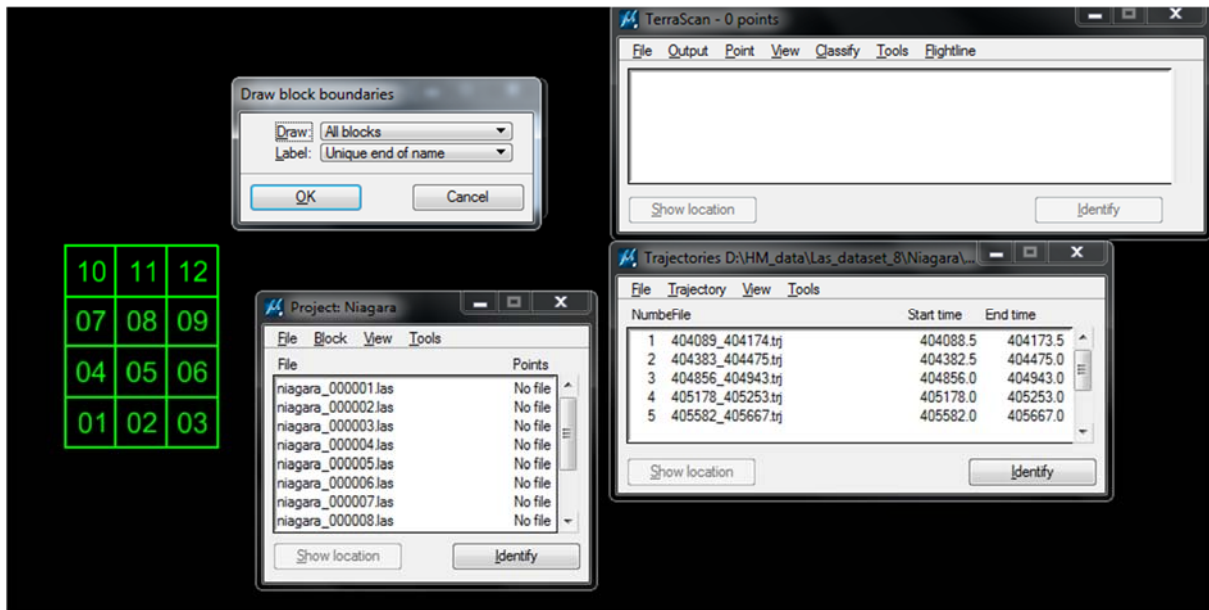 TerraScan - 0 points
File Output Point View Classify Tools Flightline
Show location Identify
Draw block boundaries
Draw: All blocks
Label: Unique end of name
OK Cancel
10 11 12
07 08 09
04 05 06
01 02 03
Project: Niagara
File Block View Tools
File Points
niagara_000001.las No file
niagara_000002.las No file
niagara_000003.las No file
niagara_000004.las No file
niagara_000005.las No file
niagara_000006.las No file
niagara_000007.las No file
niagara_000008.las No file
Show location Identify
Trajectories D:\HM_data\Las_dataset_8\Niagara\...
File Trajectory View Tools
NumbeFile Start time End time
1 404089_404174.trj 404088.5 404173.5
2 404383_404475.trj 404382.5 404475.0
3 404856_404943.trj 404856.0 404943.0
4 405178_405253.trj 405178.0 405253.0
5 405582_405667.trj 405582.0 405667.0
Show location Identify